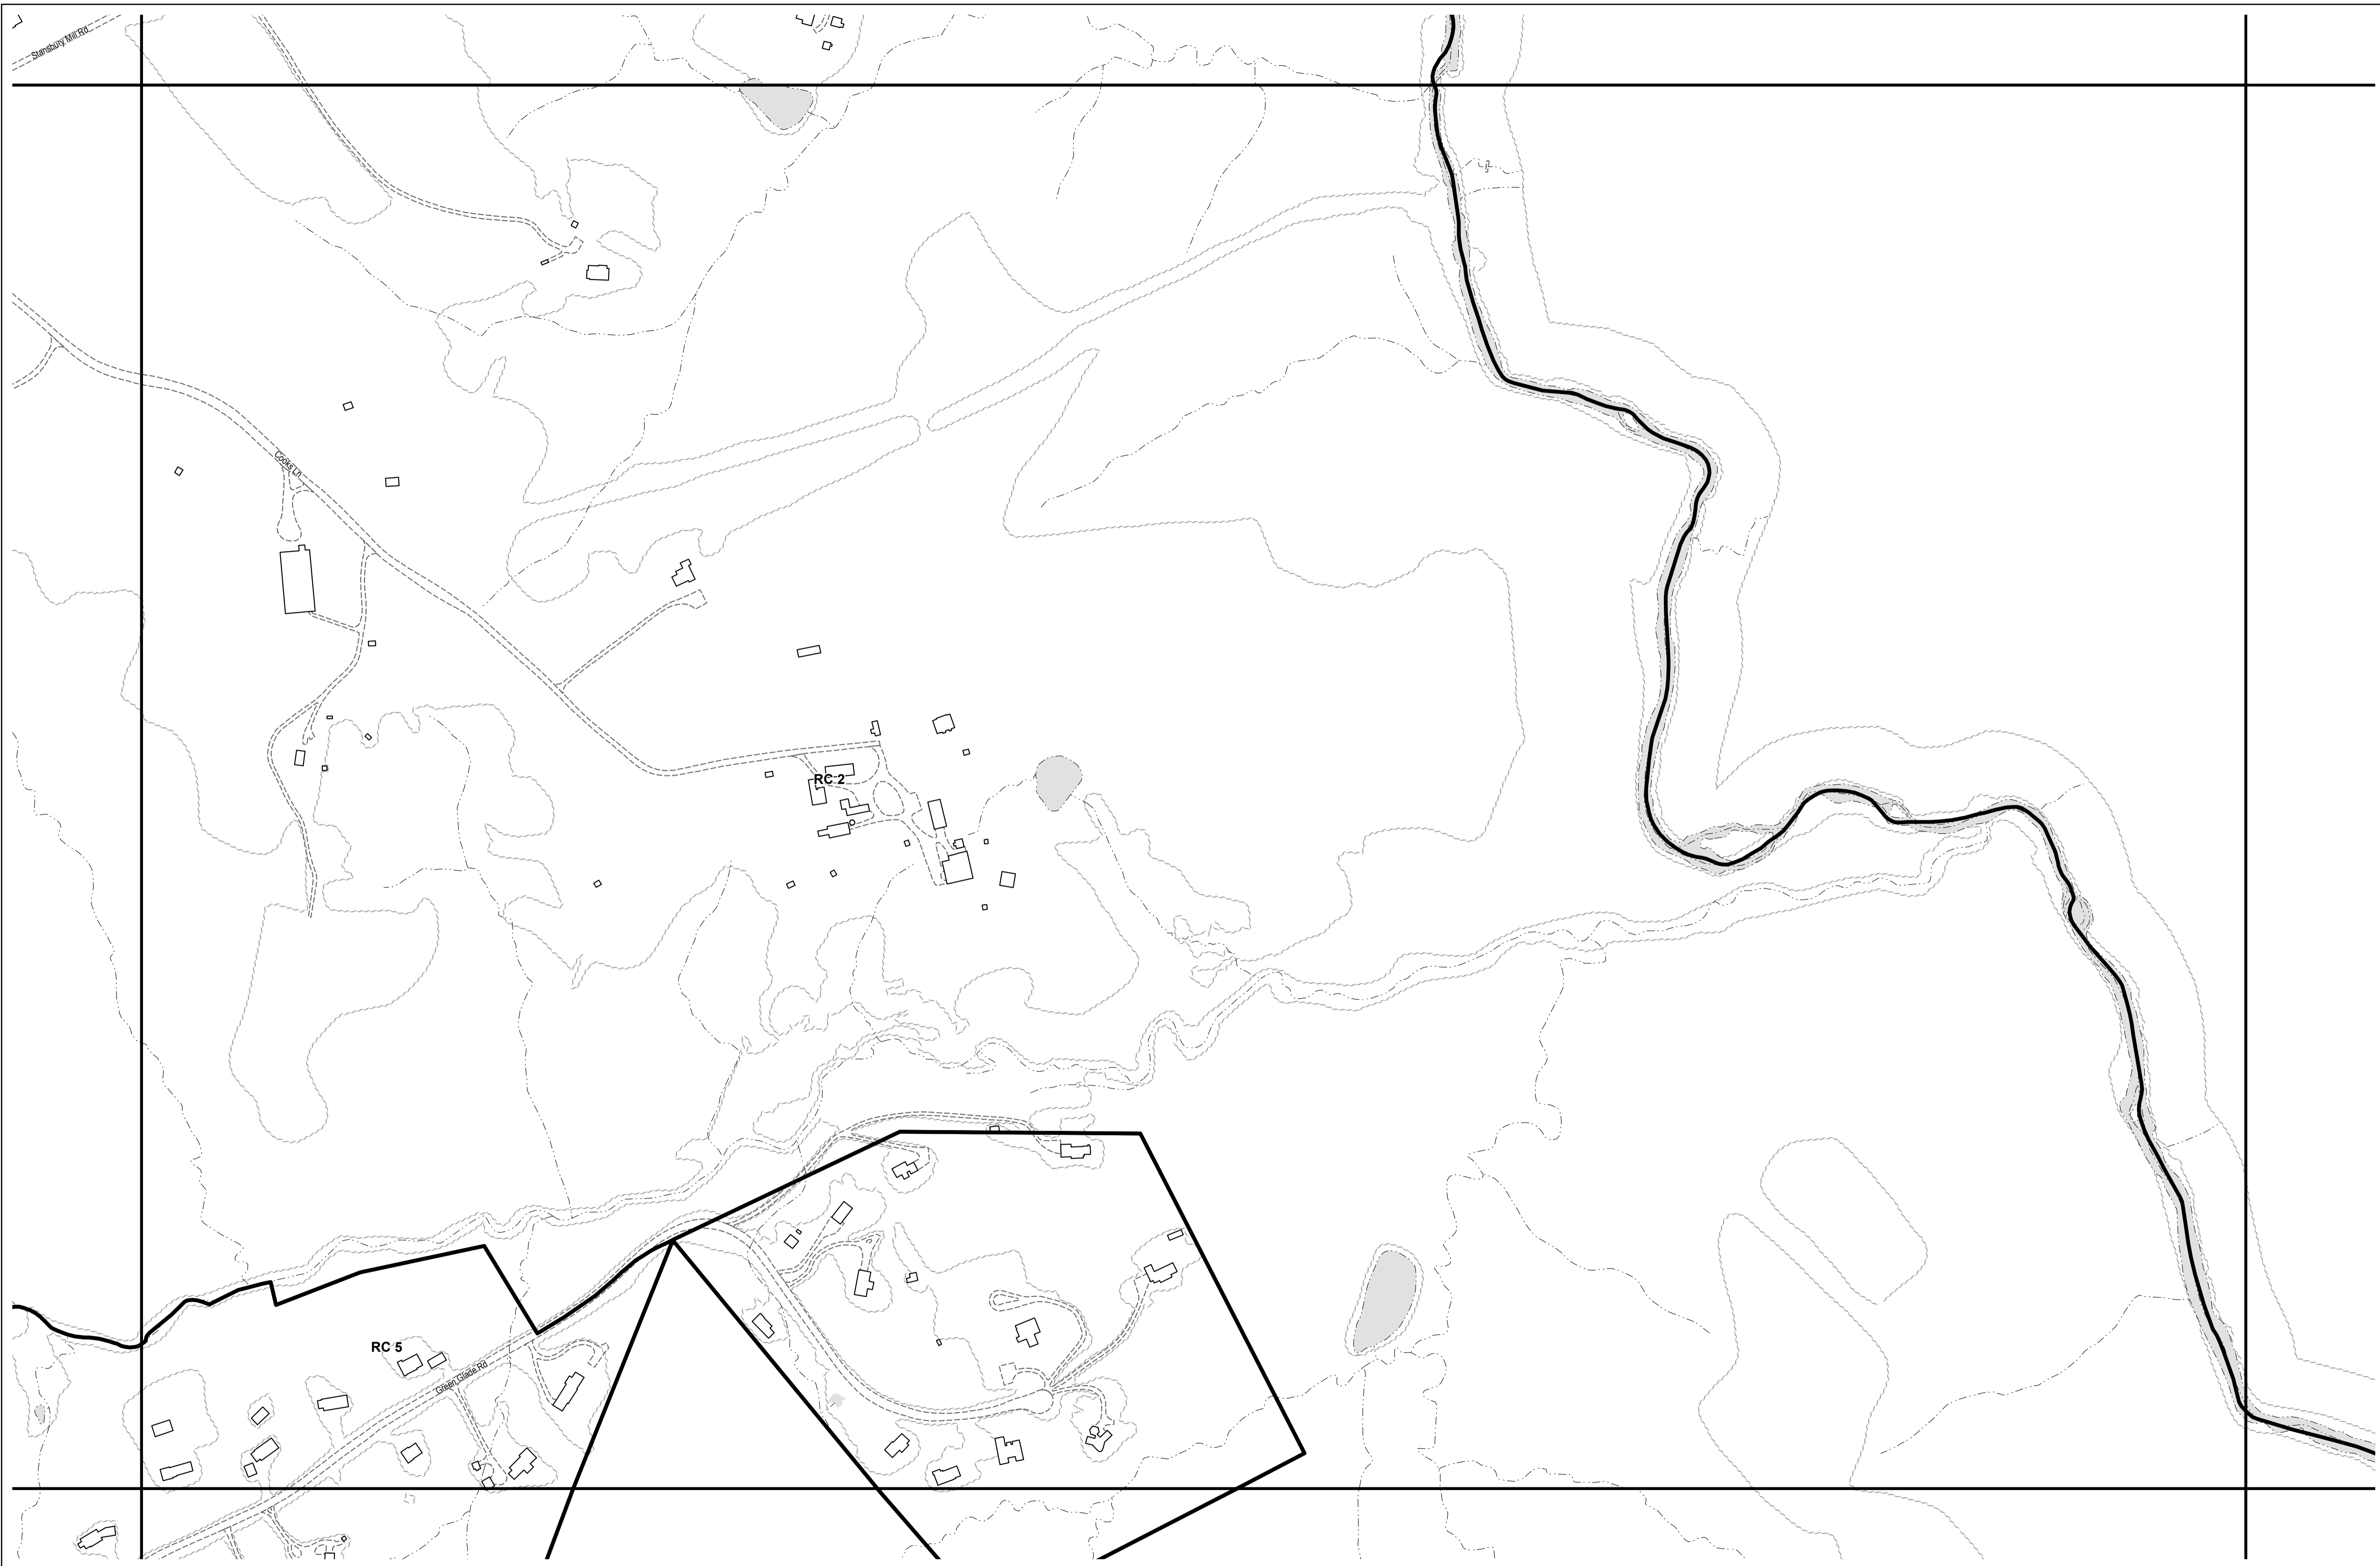 Stansbury Mill Rd
Cooks Ln
RC 2
RC 5
Green Glade Rd